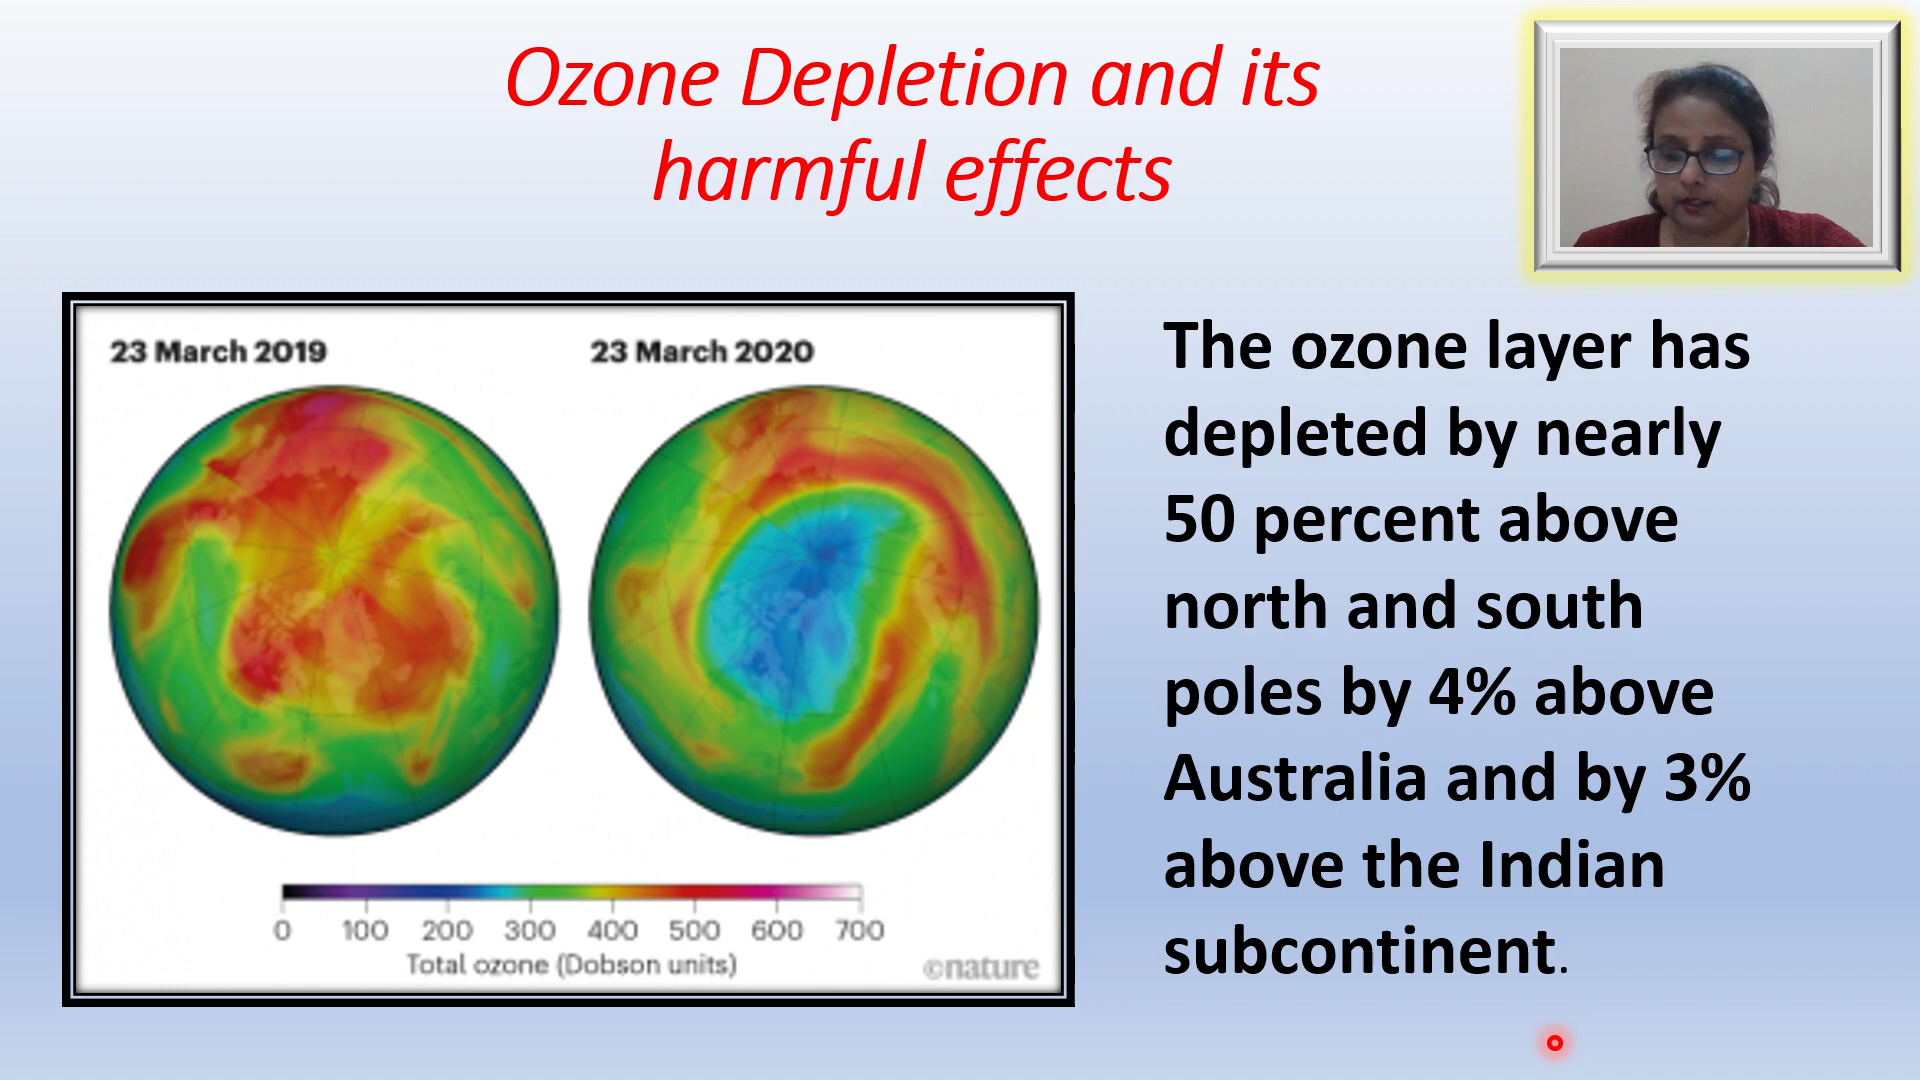 Ozone Depletion and its
harmful effects
23 March 2019
23 March 2020
0 100 200 300 400 500 600 700
Total ozone (Dobson units)
©nature
The ozone layer has
depleted by nearly
50 percent above
north and south
poles by 4% above
Australia and by 3%
above the Indian
subcontinent.